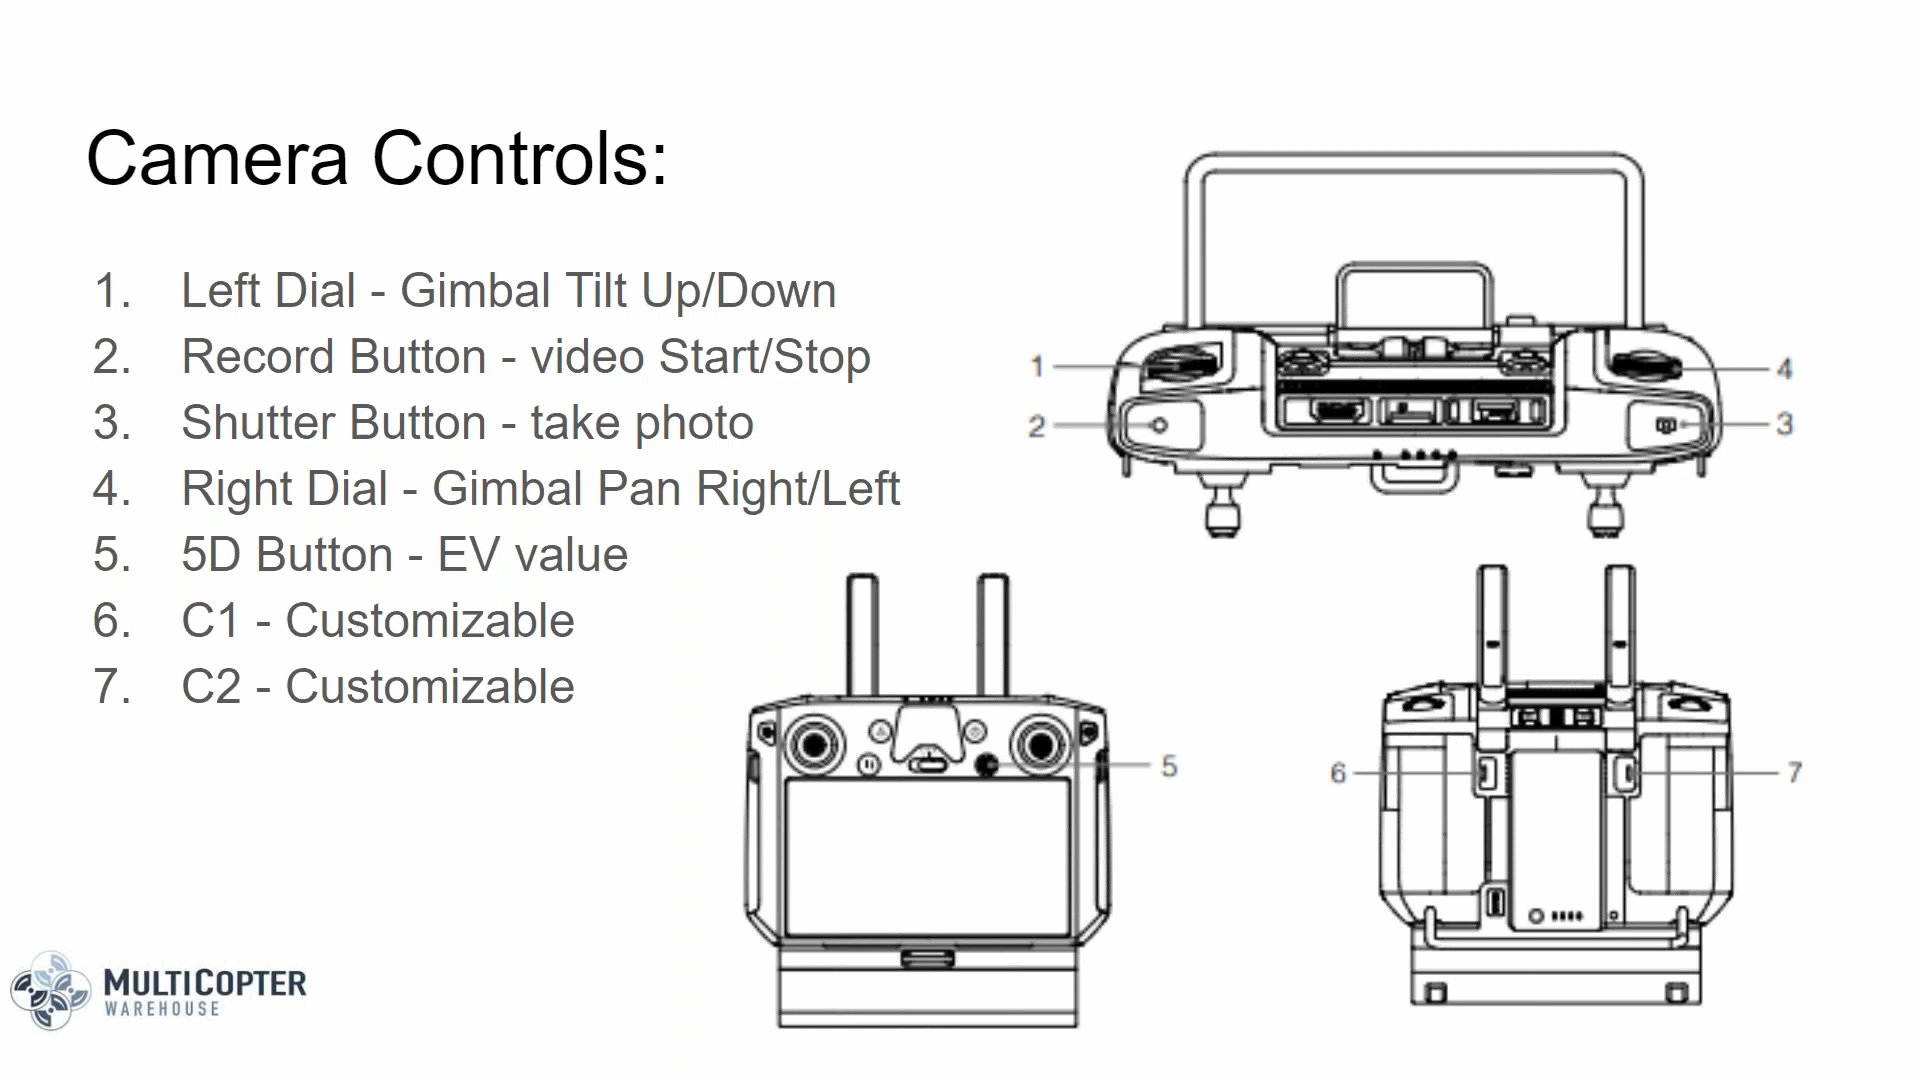 Camera Controls:
1. Left Dial - Gimbal Tilt Up/Down
2. Record Button - video Start/Stop
3. Shutter Button - take photo
4. Right Dial - Gimbal Pan Right/Left
5. 5D Button - EV value
6. C1 - Customizable
7. C2 - Customizable
1
4
2
3
5
6
7
MULTICOPTER
WAREHOUSE